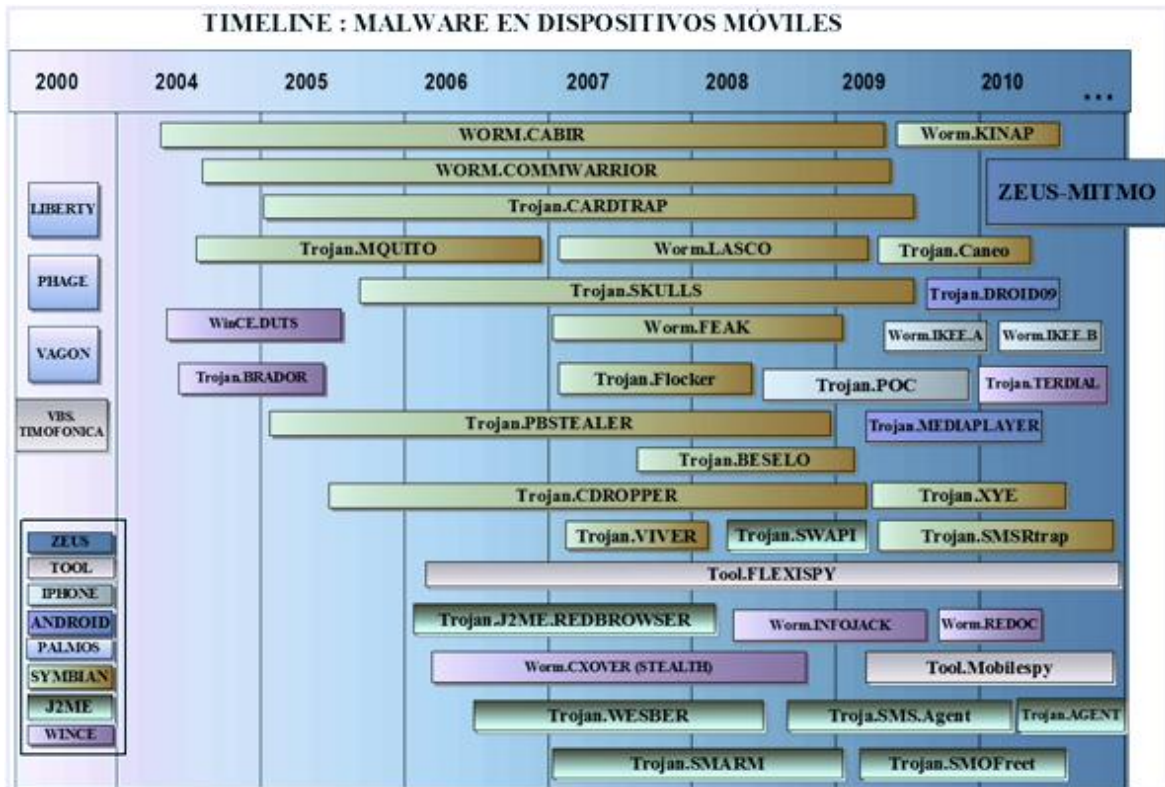 TIMELINE : MALWARE EN DISPOSITIVOS MÓVILES
2000 2004 2005 2006 2007 2008 2009 2010 ...
WORM.CABIR Worm.KINAP
WORM.COMMWARRIOR
ZEUS-MITMO
LIBERTY
Trojan.CARDTRAP
Trojan.MQUITO Worm.LASCO Trojan.Caneo
PHAGE
Trojan.SKULLS Trojan.DROID09
WinCE.DUTS Worm.FEAK Worm.IKEE.A Worm.IKEE.B
VAGON
Trojan.BRADOR Trojan.Flocker Trojan.POC Trojan.TERDIAL
VBS.
TIMOFONICA
Trojan.PBSTEALER Trojan.MEDIAPLAYER
Trojan.BESELO
Trojan.CDROPPER Trojan.XYE
Trojan.VIVER Trojan.SWAPI Trojan.SMSRtrap
Tool.FLEXISPY
Trojan.J2ME.REDBROWSER Worm.INFOJACK Worm.REDOC
Worm.CXOVER (STEALTH) Tool.Mobilespy
Trojan.WESBER Troja.SMS.Agent Trojan.AGENT
Trojan.SMARM Trojan.SMOFreet
ZEUS
TOOL
IPHONE
ANDROID
PALMOS
SYMBIAN
J2ME
WINCE